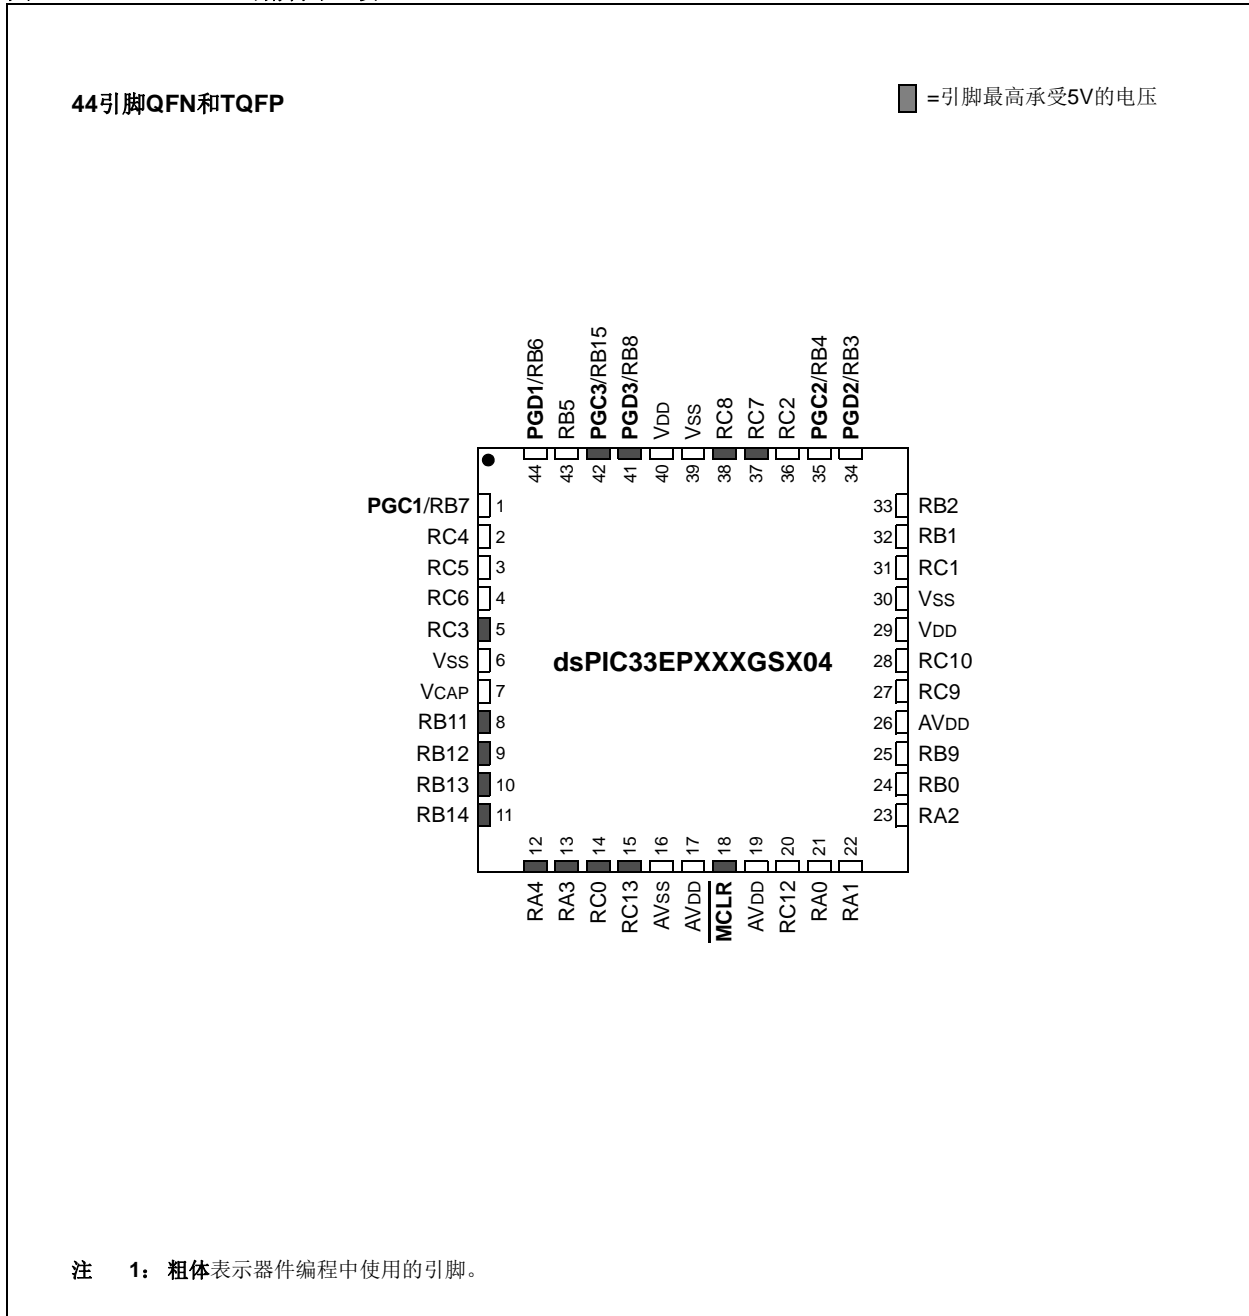 44引脚QFN和TQFP
=引脚最高承受5V的电压
PGD1/RB6
RB5
PGC3/RB15
PGD3/RB8
VDD
VSS
RC8
RC7
RC2
PGC2/RB4
PGD2/RB3
44
43
42
41
40
39
38
37
36
35
34
PGC1/RB7 1
RC4 2
RC5 3
RC6 4
RC3 5
VSS 6
VCAP 7
RB11 8
RB12 9
RB13 10
RB14 11
dsPIC33EPXXXGSX04
33 RB2
32 RB1
31 RC1
30 VSS
29 VDD
28 RC10
27 RC9
26 AVDD
25 RB9
24 RB0
23 RA2
12
13
14
15
16
17
18
19
20
21
22
RA4
RA3
RC0
RC13
AVSS
AVDD
MCLR
AVDD
RC12
RA0
RA1
注 1： 粗体表示器件编程中使用的引脚。